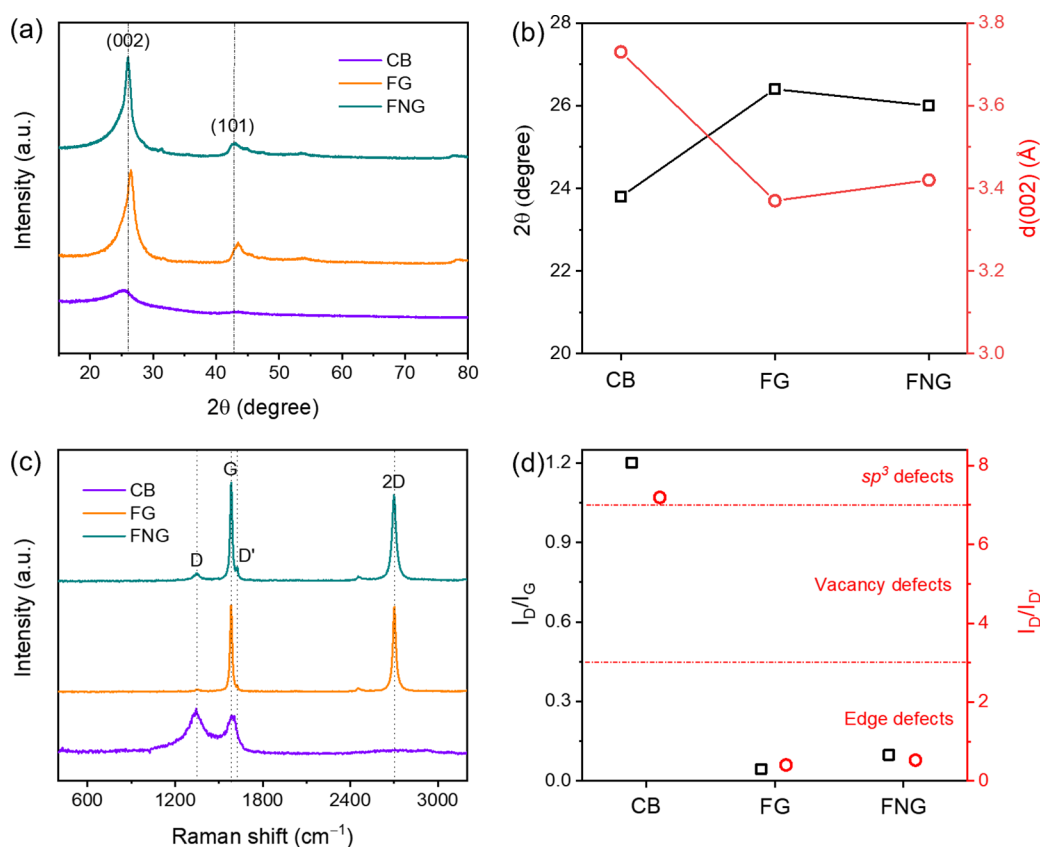 (a)
(002)
(101)
CB
FG
FNG
Intensity (a.u.)
20 30 40 50 60 70 80
2θ (degree)
(b)
28
26
24
22
20
2θ (degree)
3.8
3.6
3.4
3.2
3.0
d(002) (Å)
CB FG FNG
(c)
CB
FG
FNG
D
G
D'
2D
Intensity (a.u.)
600 1200 1800 2400 3000
Raman shift (cm⁻¹)
(d)
1.2
0.9
0.6
0.3
0.0
I_D/I_G
sp³ defects
Vacancy defects
Edge defects
8
6
4
2
0
I_D/I_D'
CB FG FNG